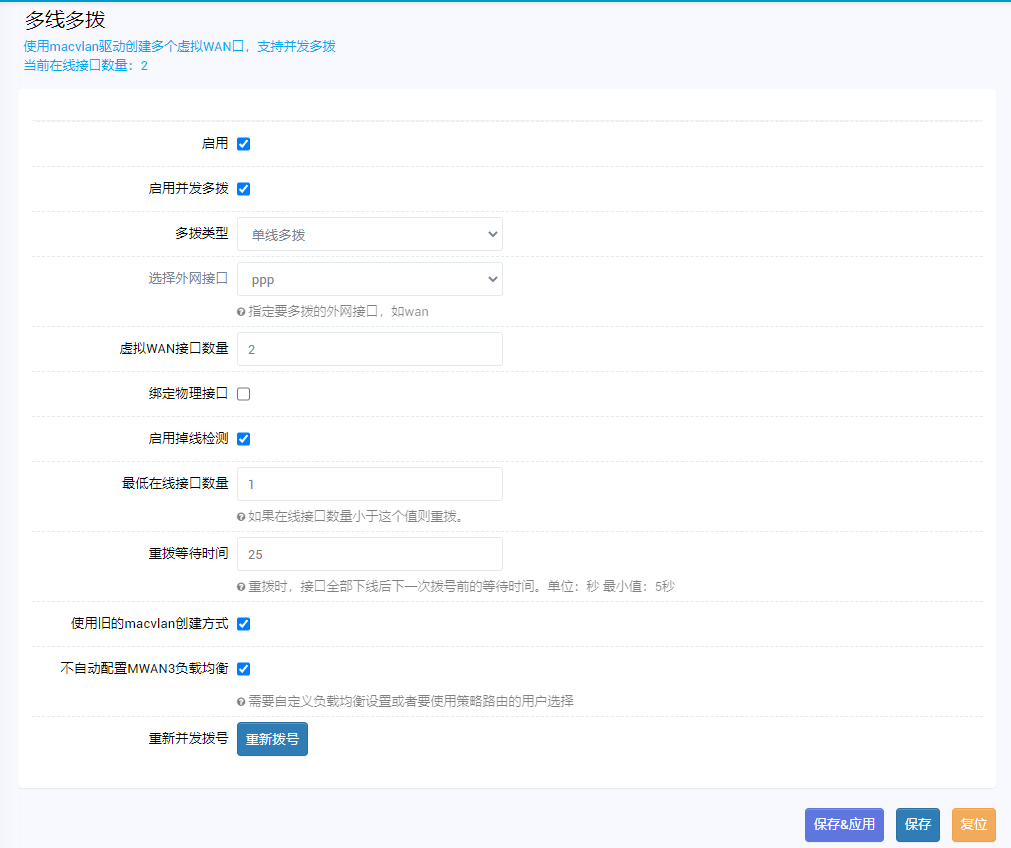 多线多拨
使用macvlan驱动创建多个虚拟WAN口，支持并发多拨
当前在线接口数量：2
启用
启用并发多拨
多拨类型 单线多拨
选择外网接口 ppp
指定要多拨的外网接口，如wan
虚拟WAN接口数量 2
绑定物理接口
启用掉线检测
最低在线接口数量 1
如果在线接口数量小于这个值则重拨。
重拨等待时间 25
重拨时，接口全部下线后下一次拨号前的等待时间。单位：秒 最小值：5秒
使用旧的macvlan创建方式
不自动配置MWAN3负载均衡
需要自定义负载均衡设置或者要使用策略路由的用户选择
重新并发拨号 重新拨号
保存&应用 保存 复位